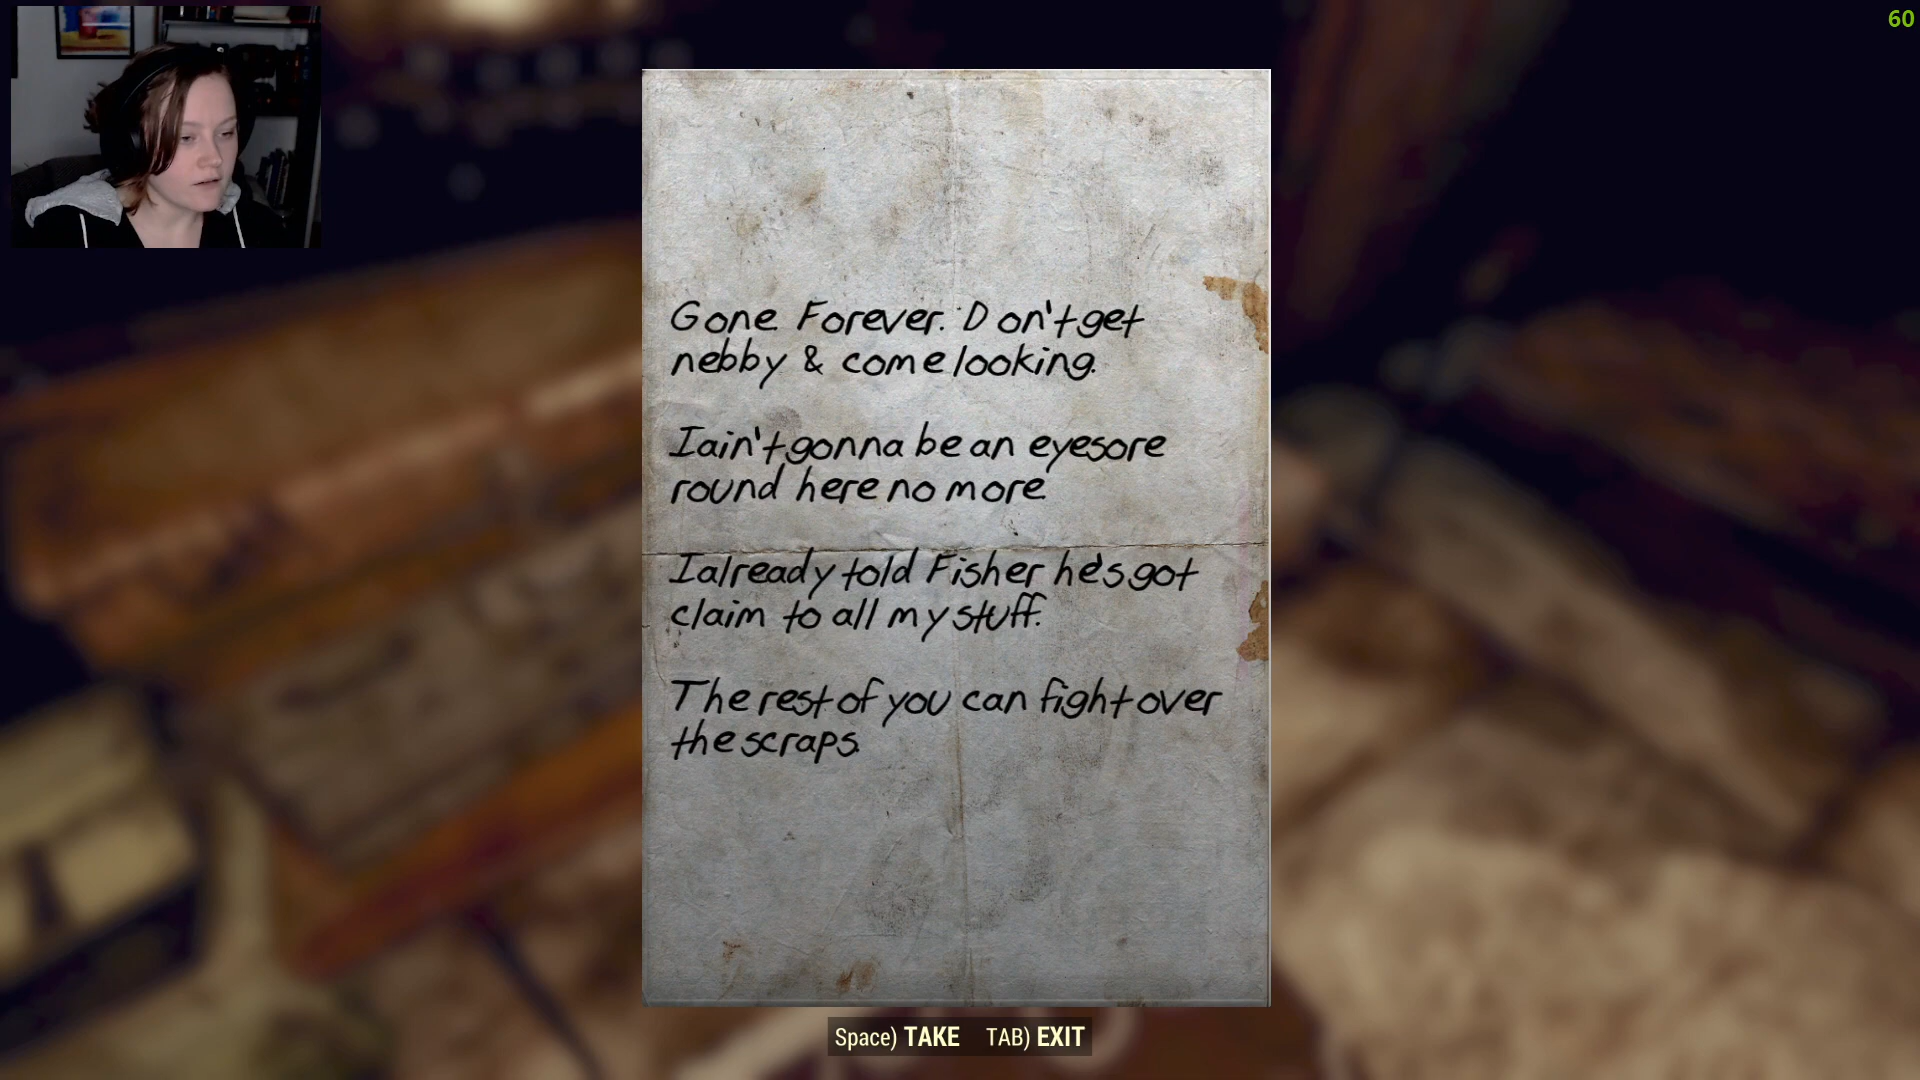 60
Gone Forever. Don't get
nebby & come looking.
I ain't gonna be an eyesore
round here no more.
I already told Fisher he's got
claim to all my stuff.
The rest of you can fight over
the scraps.
Space) TAKE TAB) EXIT